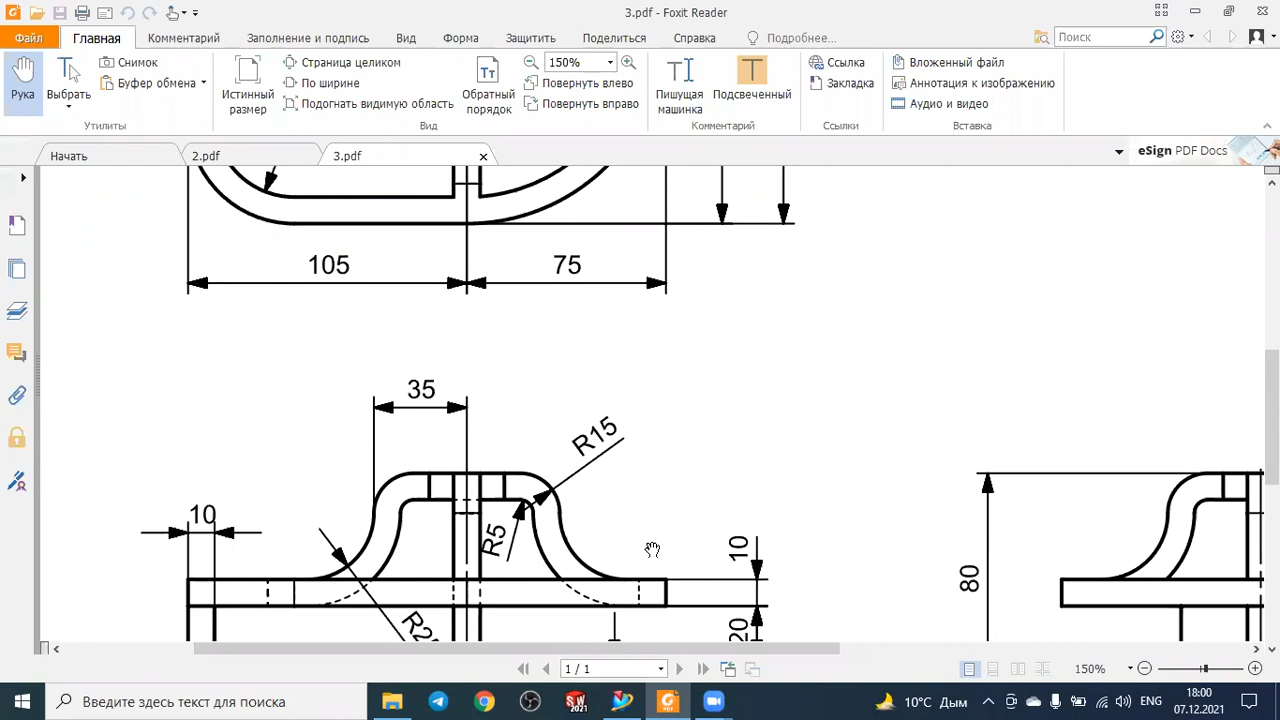 3.pdf - Foxit Reader
Файл
Главная
Комментарий
Заполнение и подпись
Вид
Форма
Защитить
Поделиться
Справка
Подробнее...
Поиск
Рука
Выбрать
Снимок
Буфер обмена
Утилиты
Истинный размер
Страница целиком
По ширине
Подогнать видимую область
Обратный порядок
150%
Повернуть влево
Повернуть вправо
Вид
Пишущая машинка
Подсвеченный
Комментарий
Ссылка
Закладка
Ссылки
Вложенный файл
Аннотация к изображению
Аудио и видео
Вставка
Начать
2.pdf
3.pdf
eSign PDF Docs
105
75
35
R15
10
R5
10
80
20
1 / 1
150%
Введите здесь текст для поиска
10°C Дым
ENG
18:00
07.12.2021